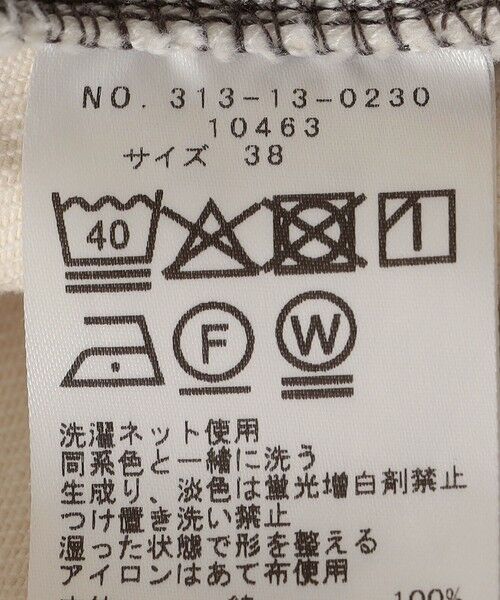 NO. 313-13-0230
10463
サイズ 38
40
F W
洗濯ネット使用
同系色と一緒に洗う
生成り、淡色は蛍光増白剤禁止
つけ置き洗い禁止
湿った状態で形を整える
アイロンはあて布使用
100%